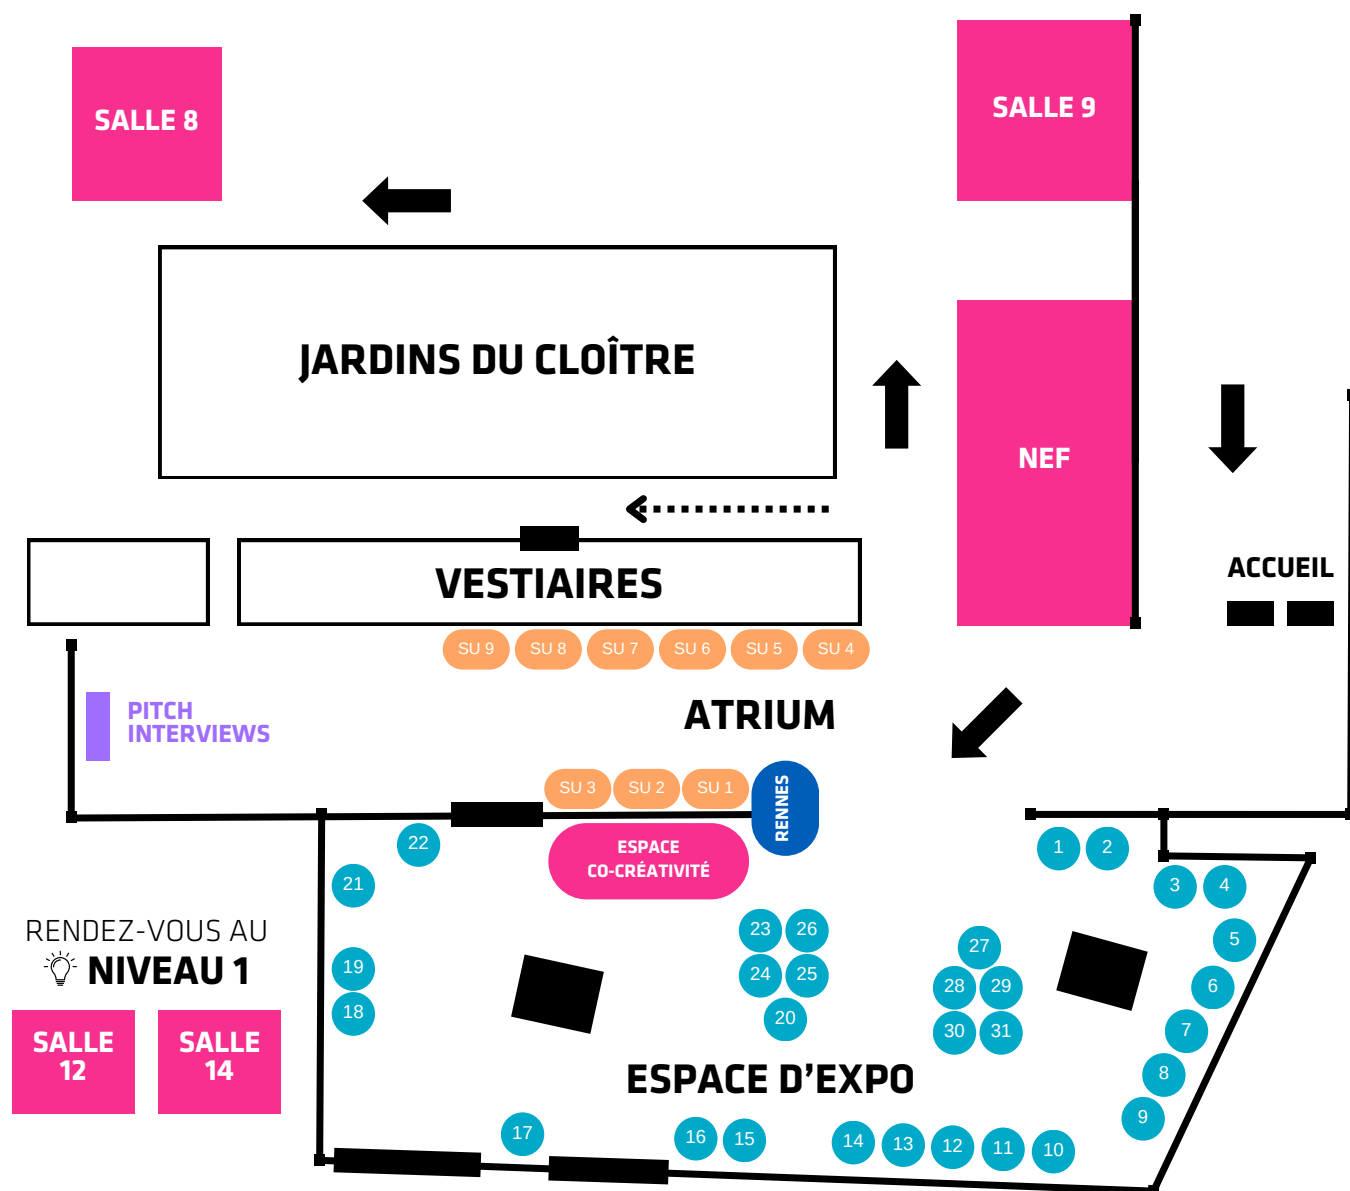 SALLE 8
SALLE 9
JARDINS DU CLOÎTRE
NEF
ACCUEIL
VESTIAIRES
SU 9
SU 8
SU 7
SU 6
SU 5
SU 4
PITCH
INTERVIEWS
ATRIUM
SU 3
SU 2
SU 1
RENNES
ESPACE
CO-CRÉATIVITÉ
22
1
2
21
3
4
RENDEZ-VOUS AU
NIVEAU 1
SALLE
12
SALLE
14
19
18
23
26
24
25
20
27
28
29
30
31
5
6
7
8
9
ESPACE D'EXPO
17
16
15
14
13
12
11
10